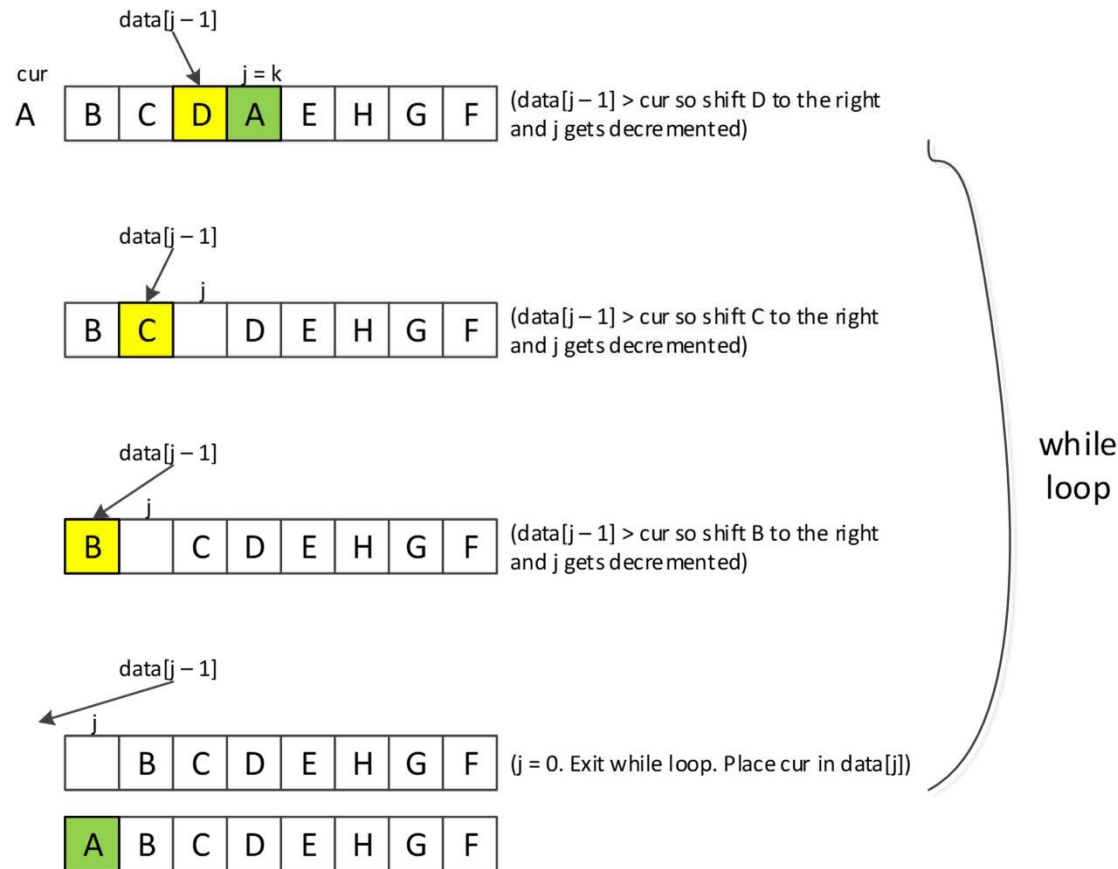 data[j – 1]
cur
j = k
A
B C D A E H G F
(data[j – 1] > cur so shift D to the right
and j gets decremented)
data[j – 1]
j
B C D E H G F
(data[j – 1] > cur so shift C to the right
and j gets decremented)
data[j – 1]
j
B C D E H G F
(data[j – 1] > cur so shift B to the right
and j gets decremented)
while
loop
data[j – 1]
j
B C D E H G F
(j = 0. Exit while loop. Place cur in data[j])
A B C D E H G F